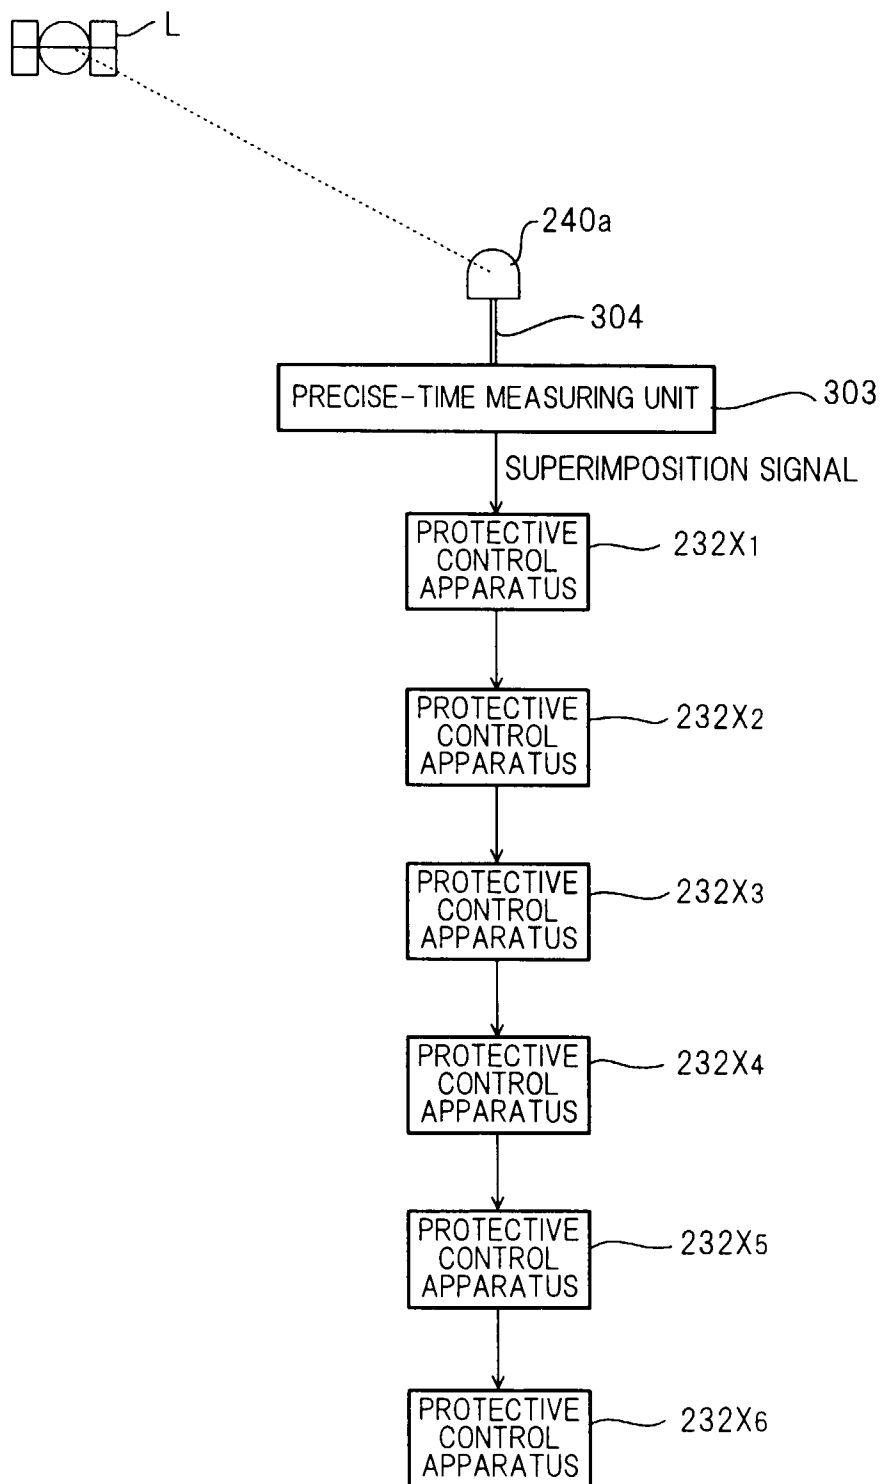 L
240a
304
PRECISE-TIME MEASURING UNIT
303
SUPERIMPOSITION SIGNAL
PROTECTIVE
CONTROL
APPARATUS
232X1
PROTECTIVE
CONTROL
APPARATUS
232X2
PROTECTIVE
CONTROL
APPARATUS
232X3
PROTECTIVE
CONTROL
APPARATUS
232X4
PROTECTIVE
CONTROL
APPARATUS
232X5
PROTECTIVE
CONTROL
APPARATUS
232X6